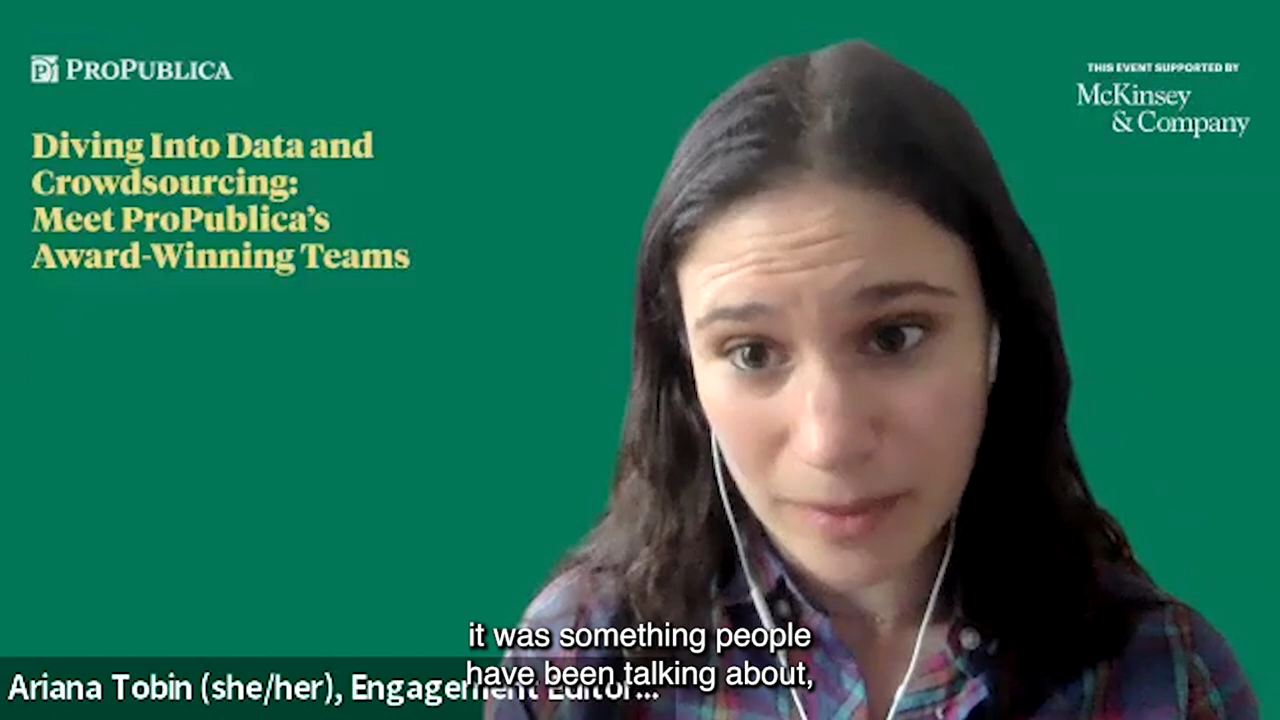 PROPUBLICA
THIS EVENT SUPPORTED BY
McKinsey
& Company
Diving Into Data and
Crowdsourcing:
Meet ProPublica’s
Award-Winning Teams
it was something people
have been talking about,
Ariana Tobin (she/her), Engagement Editor...